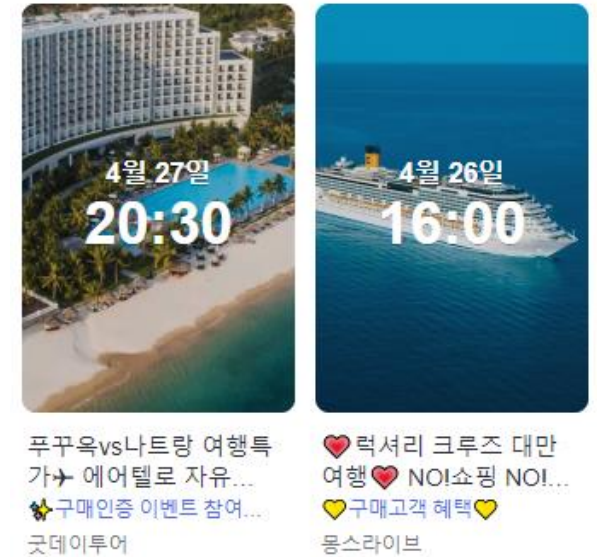 4월 27일
20:30
푸꾸옥vs나트랑 여행특
가✈ 에어텔로 자유...
✨구매인증 이벤트 참여...
굿데이투어
4월 26일
16:00
❤️럭셔리 크루즈 대만
여행❤️ NO!쇼핑 NO!...
💛구매고객 혜택💛
몽스라이브